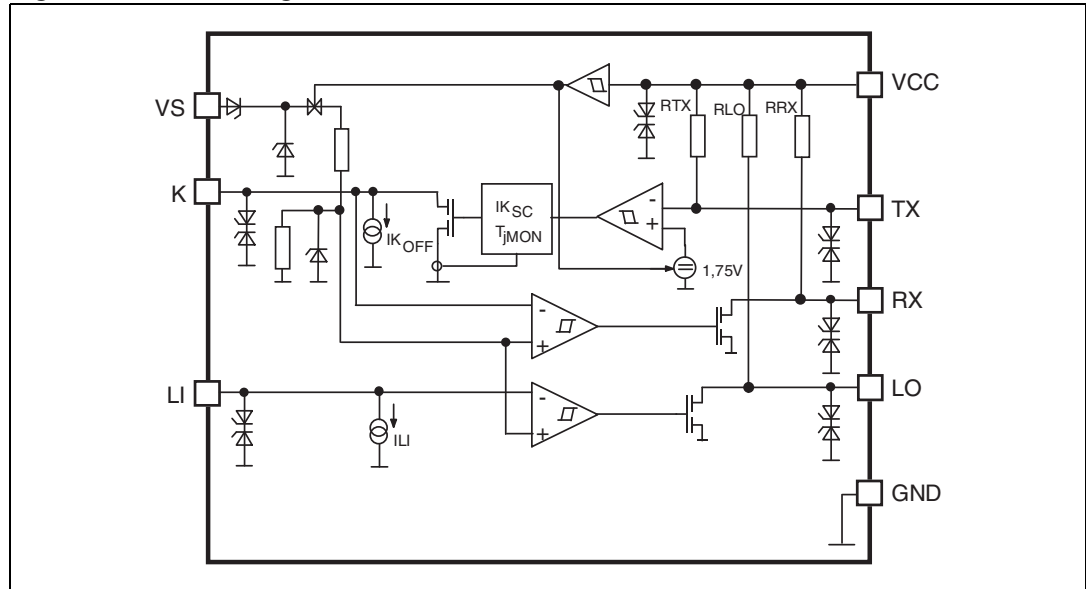 VS
K
LI
VCC
TX
RX
LO
GND
RTX
RLO
RRX
IKSC
TjMON
IKOFF
ILI
1,75V
-
+
-
+
-
+